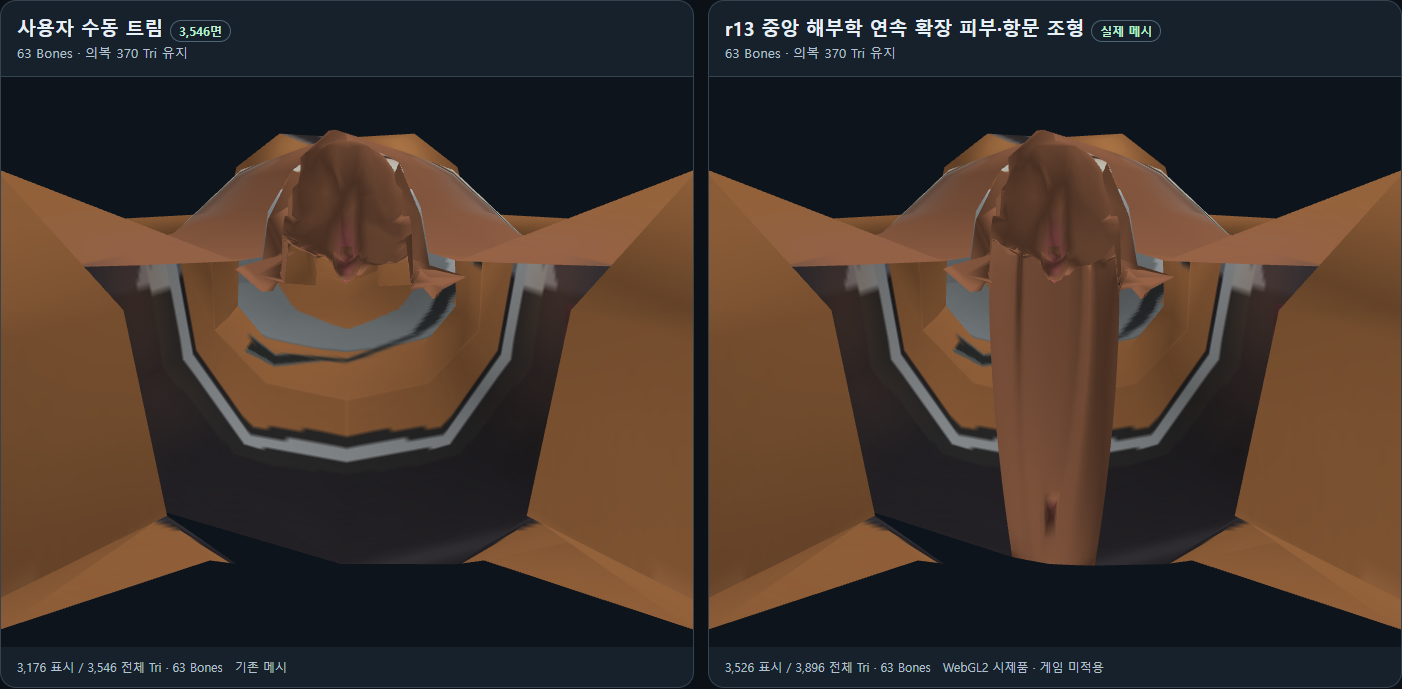 사용자 수동 트림 3,546면
63 Bones · 의복 370 Tri 유지
3,176 표시 / 3,546 전체 Tri · 63 Bones 기존 메시
r13 중앙 해부학 연속 확장 피부·항문 조형 실제 메시
63 Bones · 의복 370 Tri 유지
3,526 표시 / 3,896 전체 Tri · 63 Bones WebGL2 시제품 · 게임 미적용